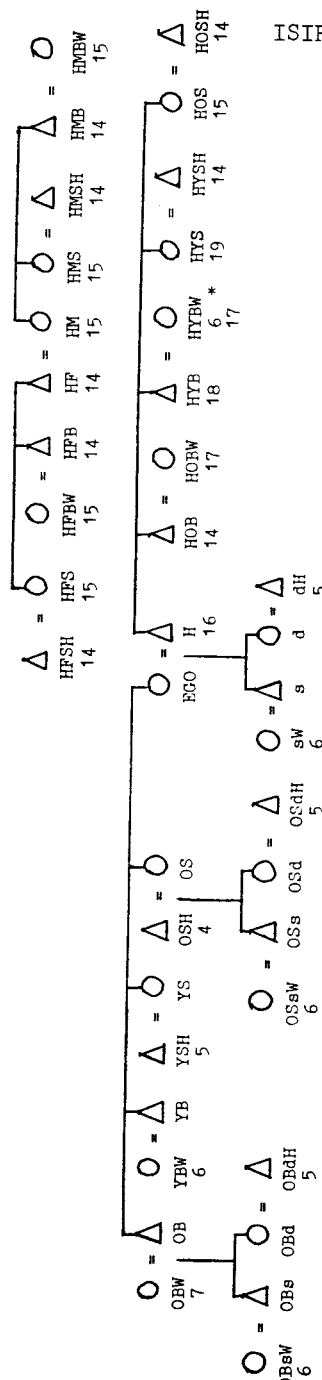 HFSH HFS HFBW HFB HF HM HMS HMSH HMB HMBW
14 15 15 14 14 15 15 14 14 15
OBW OB YBW YB YSH YS OSH OS EGO H HOB HOBW HYB HYBW HYS HYSH HOS HOSH
7 6 5 4 16 14 17 18 6 * 19 14 15 14
17
OBsW OBs OBd OBdH OSsW OSs OSd OSdH sW s d dH
6 5 6 5 6 5